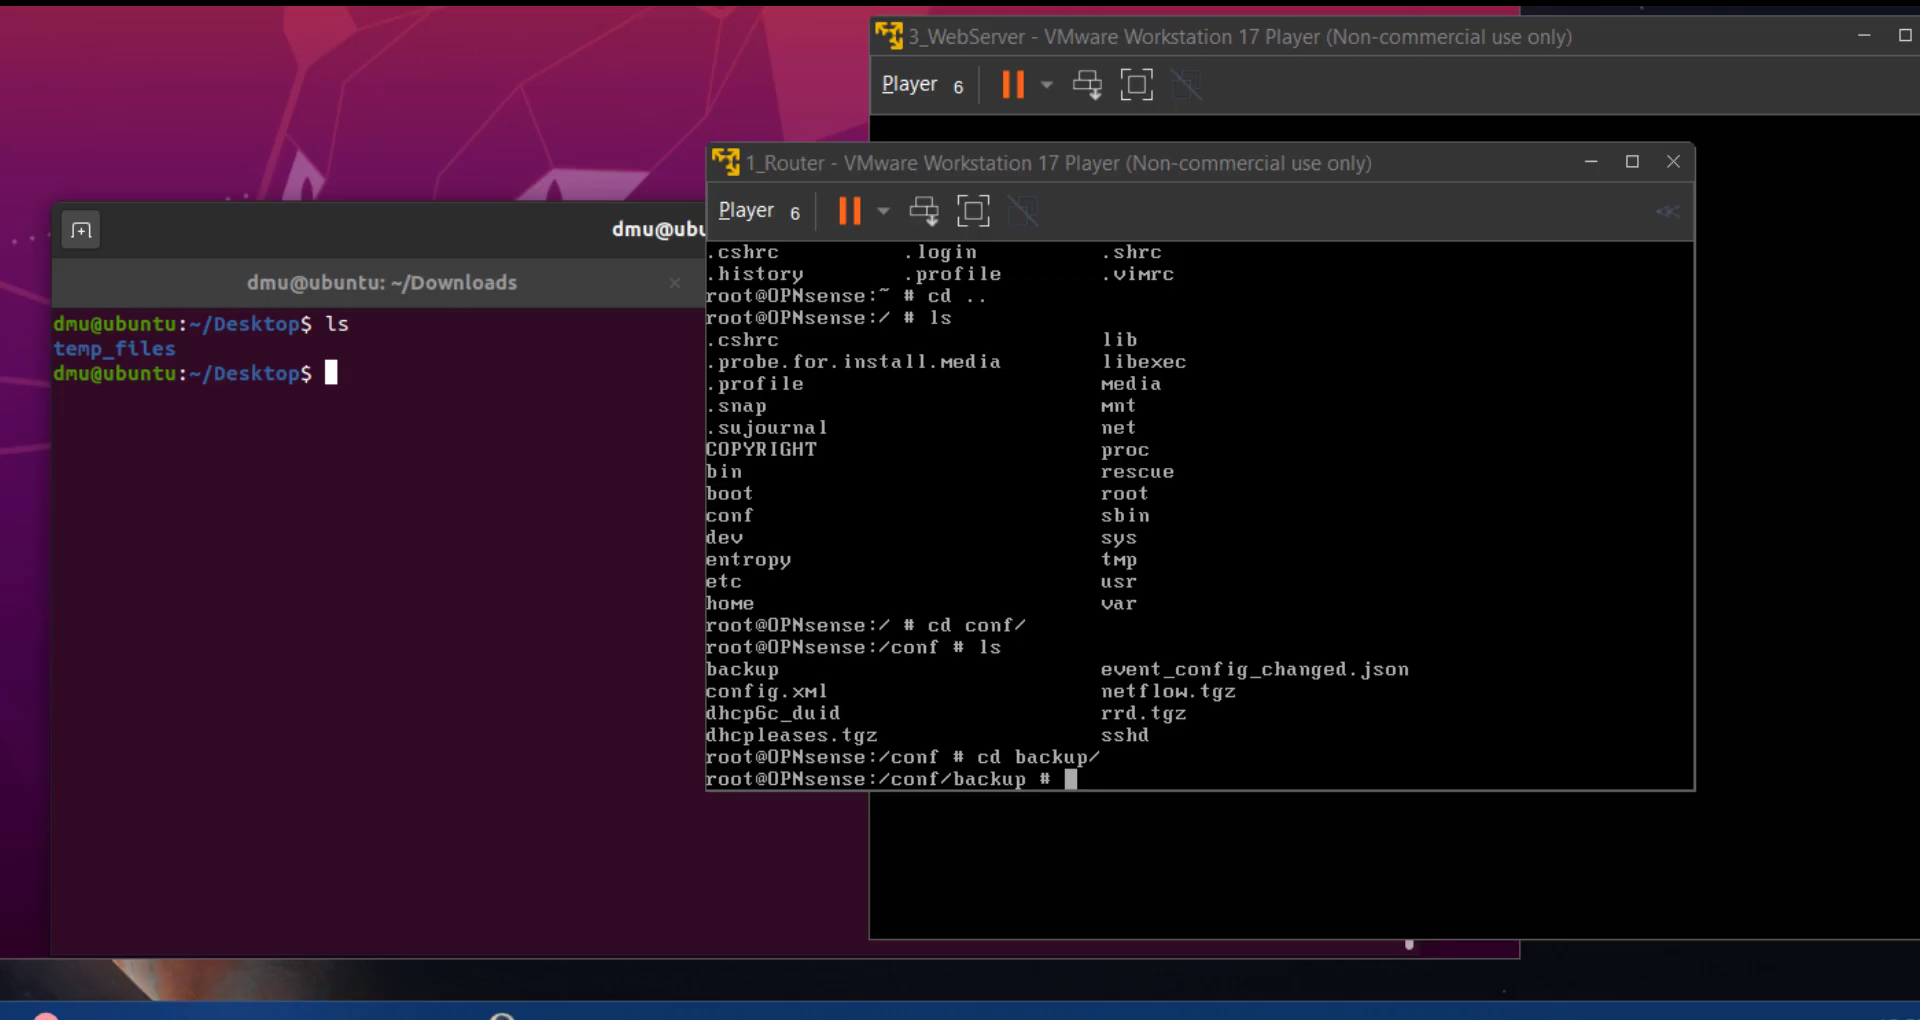 3_WebServer - VMware Workstation 17 Player (Non-commercial use only)
Player 6
1_Router - VMware Workstation 17 Player (Non-commercial use only)
Player 6
dmu@ubu
dmu@ubuntu: ~/Downloads
dmu@ubuntu:~/Desktop$ ls
temp_files
dmu@ubuntu:~/Desktop$
.cshrc .login .shrc
.history .profile .vimrc
root@OPNsense:~ # cd ..
root@OPNsense:/ # ls
.cshrc lib
.probe.for.install.media libexec
.profile media
.snap mnt
.sujournal net
COPYRIGHT proc
bin rescue
boot root
conf sbin
dev sys
entropy tmp
etc usr
home var
root@OPNsense:/ # cd conf/
root@OPNsense:/conf # ls
backup event_config_changed.json
config.xml netflow.tgz
dhcp6c_duid rrd.tgz
dhcpleases.tgz sshd
root@OPNsense:/conf # cd backup/
root@OPNsense:/conf/backup #